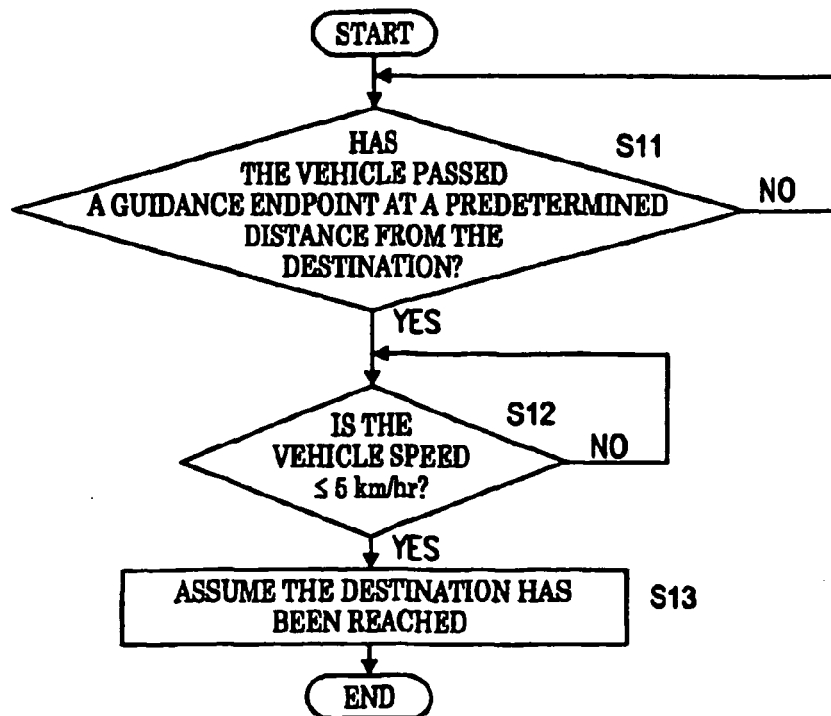 START
HAS
THE VEHICLE PASSED
A GUIDANCE ENDPOINT AT A PREDETERMINED
DISTANCE FROM THE
DESTINATION?
S11
NO
YES
IS THE
VEHICLE SPEED
≤ 5 km/hr?
S12
NO
YES
ASSUME THE DESTINATION HAS
BEEN REACHED
S13
END